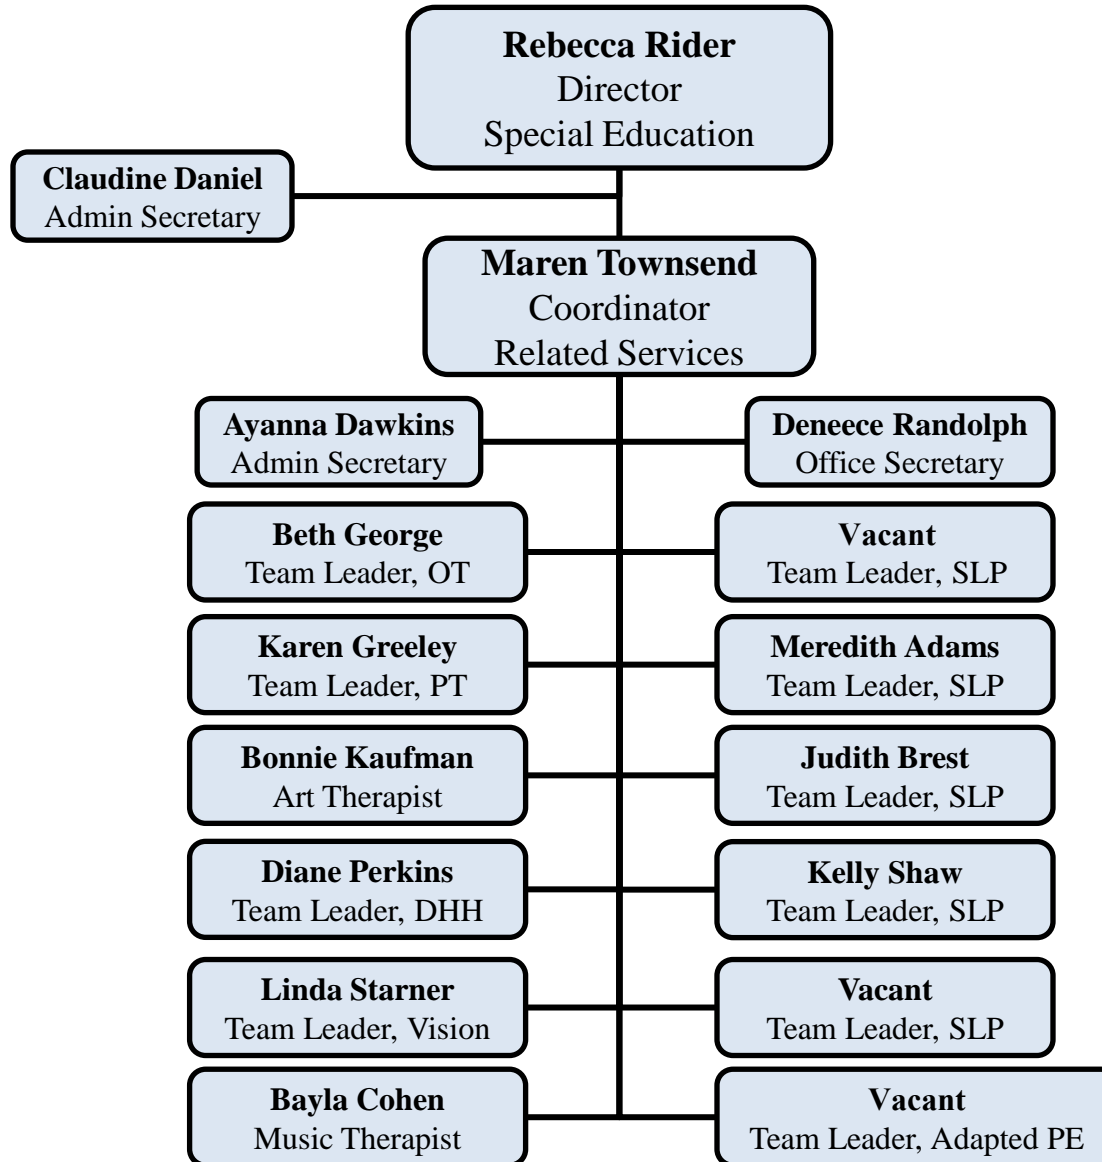 Rebecca Rider
Director
Special Education
Claudine Daniel
Admin Secretary
Maren Townsend
Coordinator
Related Services
Ayanna Dawkins
Admin Secretary
Deneece Randolph
Office Secretary
Beth George
Team Leader, OT
Vacant
Team Leader, SLP
Karen Greeley
Team Leader, PT
Meredith Adams
Team Leader, SLP
Bonnie Kaufman
Art Therapist
Judith Brest
Team Leader, SLP
Diane Perkins
Team Leader, DHH
Kelly Shaw
Team Leader, SLP
Linda Starner
Team Leader, Vision
Vacant
Team Leader, SLP
Bayla Cohen
Music Therapist
Vacant
Team Leader, Adapted PE